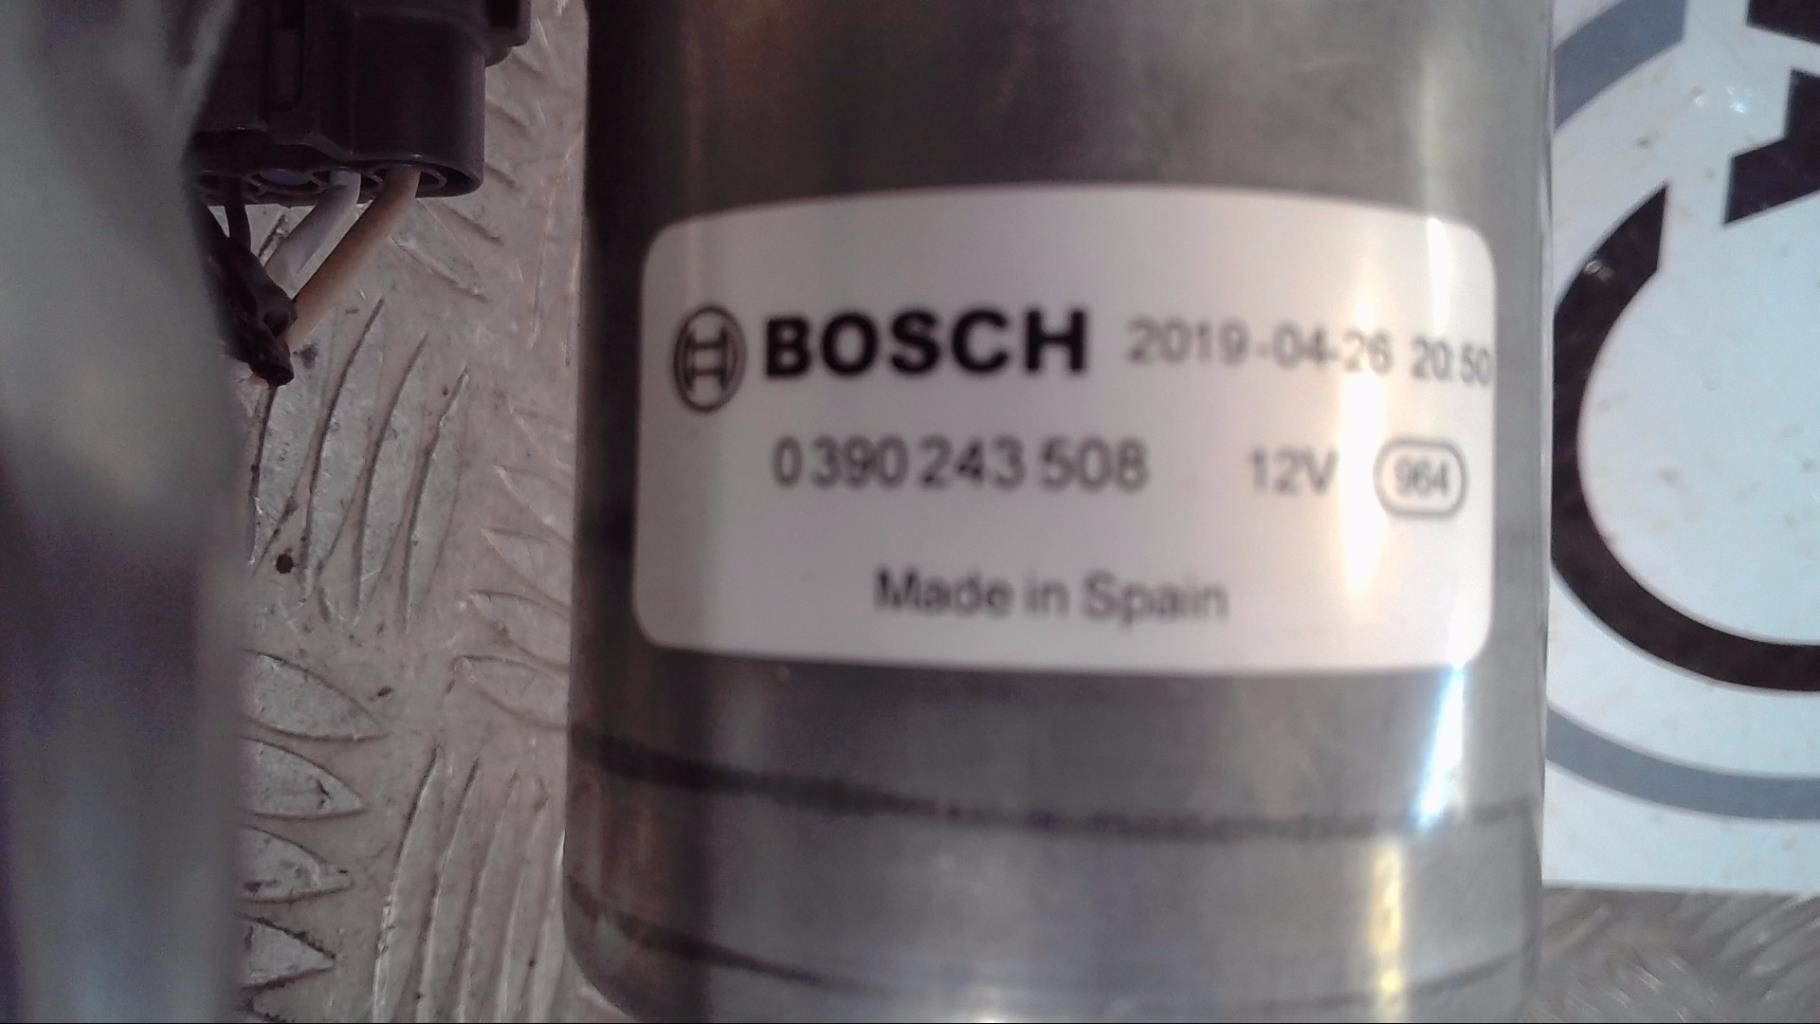 BOSCH 2019-04-26 20:50
0 390 243 508 12V 964
Made in Spain